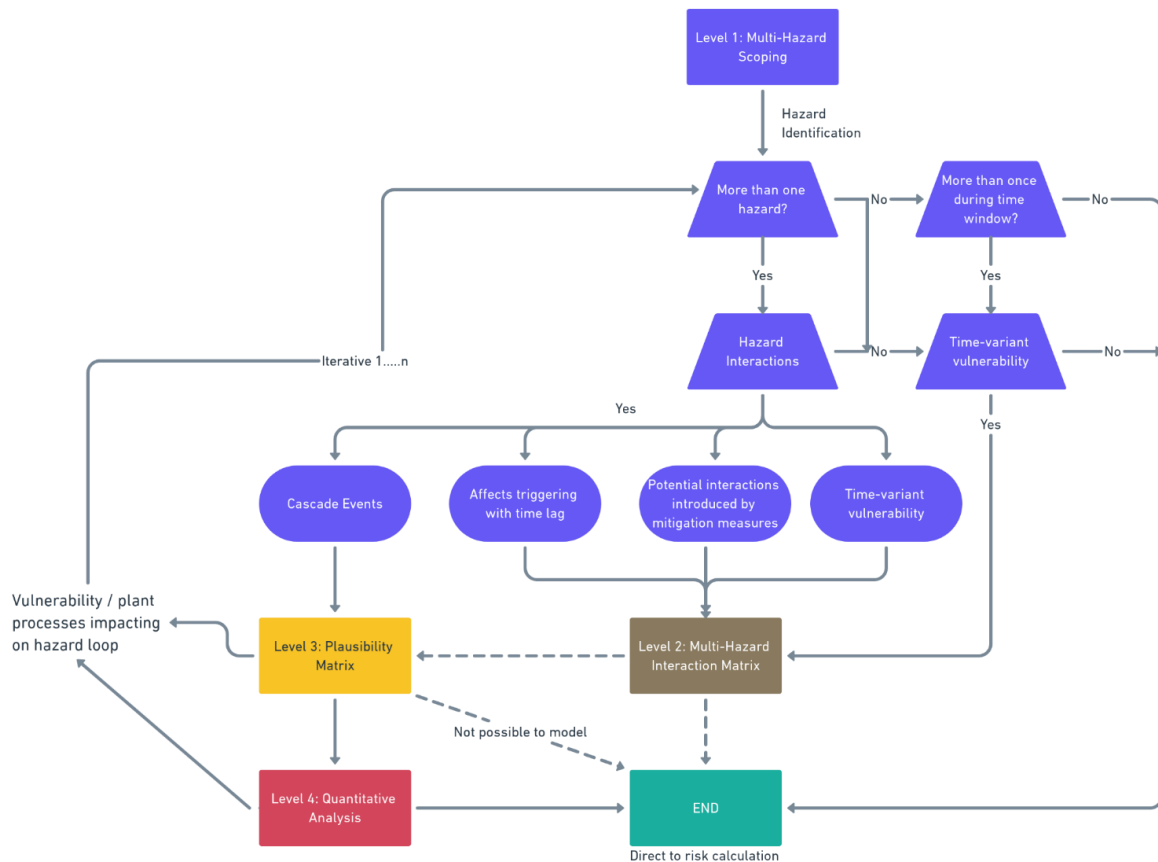 Level 1: Multi-Hazard
Scoping
Hazard
Identification
More than one
hazard?
No
More than once
during time
window?
No
Yes
Yes
Hazard
Interactions
No
Time-variant
vulnerability
No
Iterative 1.....n
Yes
Yes
Cascade Events
Affects triggering
with time lag
Potential interactions
introduced by
mitigation measures
Time-variant
vulnerability
Vulnerability / plant
processes impacting
on hazard loop
Level 3: Plausibility
Matrix
Level 2: Multi-Hazard
Interaction Matrix
Not possible to model
Level 4: Quantitative
Analysis
END
Direct to risk calculation